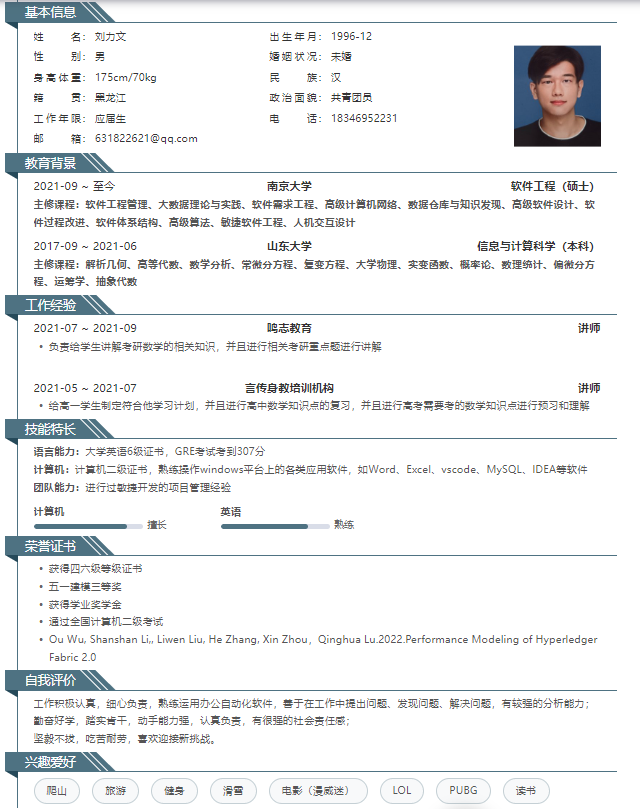 基本信息
姓名： 刘力文 出生年月： 1996-12
性别： 男 婚姻状况： 未婚
身高体重： 175cm/70kg 民族： 汉
籍贯： 黑龙江 政治面貌： 共青团员
工作年限： 应届生 电话： 18346952231
邮箱： 631822621@qq.com
教育背景
2021-09 ~ 至今 南京大学 软件工程（硕士）
主修课程：软件工程管理、大数据理论与实践、软件需求工程、高级计算机网络、数据仓库与知识发现、高级软件设计、软
件过程改进、软件体系结构、高级算法、敏捷软件工程、人机交互设计
2017-09 ~ 2021-06 山东大学 信息与计算科学（本科）
主修课程：解析几何、高等代数、数学分析、常微分方程、复变方程、大学物理、实变函数、概率论、数理统计、偏微分方
程、运筹学、抽象代数
工作经验
2021-07 ~ 2021-09 鸣志教育 讲师
• 负责给学生讲解考研数学的相关知识，并且进行相关考研重点题进行讲解
2021-05 ~ 2021-07 言传身教培训机构 讲师
• 给高一学生制定符合他学习计划，并且进行高中数学知识点的复习，并且进行高考需要考的数学知识点进行预习和理解
技能特长
语言能力：大学英语6级证书，GRE考试考到307分
计算机：计算机二级证书，熟练操作windows平台上的各类应用软件，如Word、Excel、vscode、MySQL、IDEA等软件
团队能力：进行过敏捷开发的项目管理经验
计算机 英语
擅长 熟练
荣誉证书
• 获得四六级等级证书
• 五一建模三等奖
• 获得学业奖学金
• 通过全国计算机二级考试
• Ou Wu, Shanshan Li,, Liwen Liu, He Zhang, Xin Zhou，Qinghua Lu.2022.Performance Modeling of Hyperledger
Fabric 2.0
自我评价
工作积极认真，细心负责，熟练运用办公自动化软件，善于在工作中提出问题、发现问题、解决问题，有较强的分析能力；
勤奋好学，踏实肯干，动手能力强，认真负责，有很强的社会责任感；
坚毅不拔，吃苦耐劳，喜欢迎接新挑战。
兴趣爱好
爬山 旅游 健身 滑雪 电影（漫威迷） LOL PUBG 读书